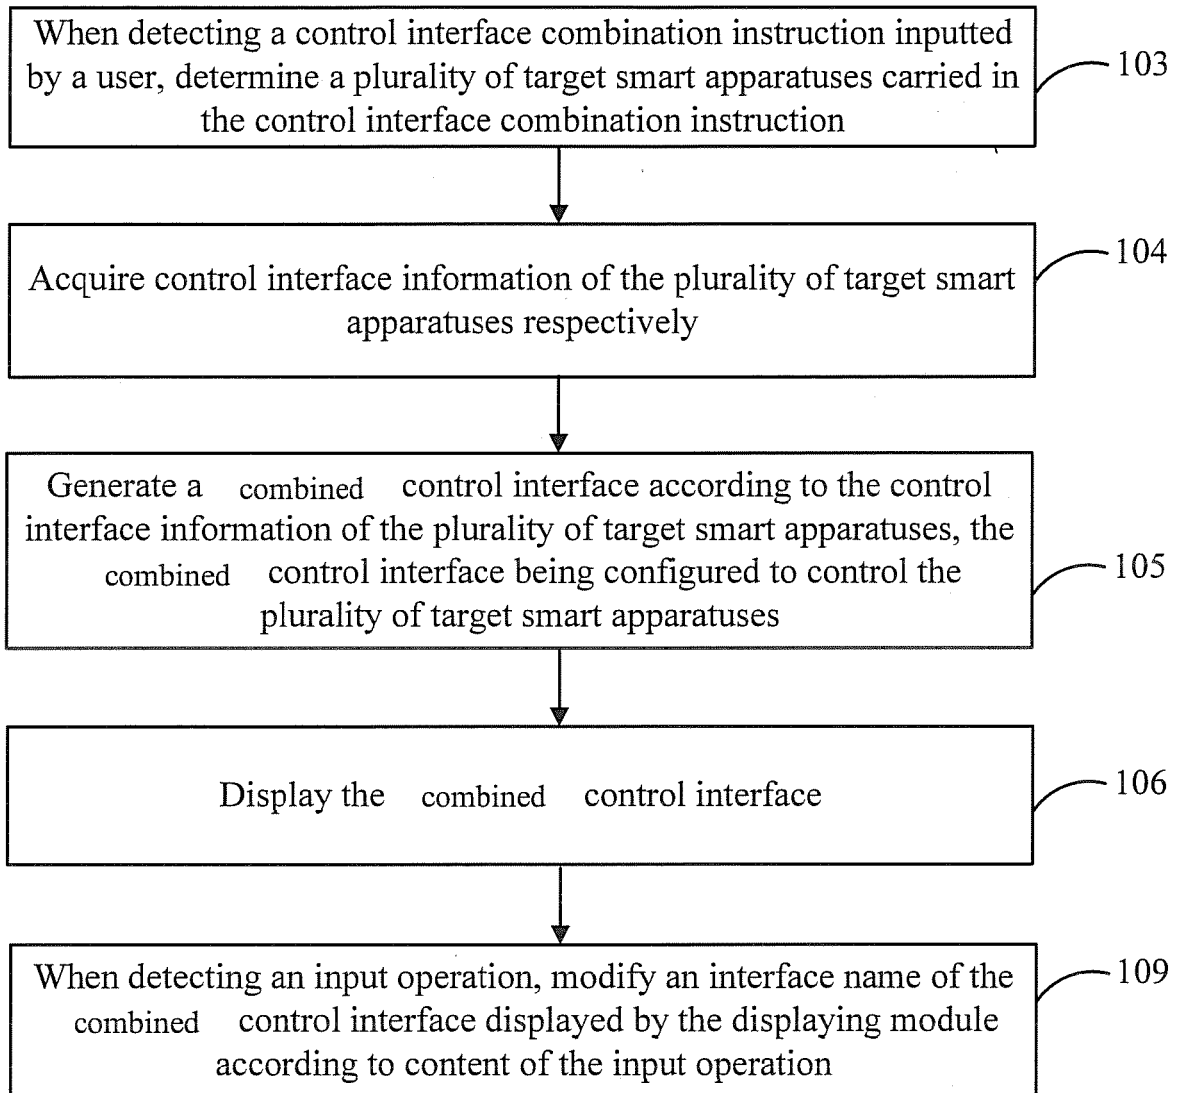 When detecting a control interface combination instruction inputted
by a user, determine a plurality of target smart apparatuses carried in
the control interface combination instruction
103
Acquire control interface information of the plurality of target smart
apparatuses respectively
104
Generate a combined control interface according to the control
interface information of the plurality of target smart apparatuses, the
combined control interface being configured to control the
plurality of target smart apparatuses
105
Display the combined control interface
106
When detecting an input operation, modify an interface name of the
combined control interface displayed by the displaying module
according to content of the input operation
109